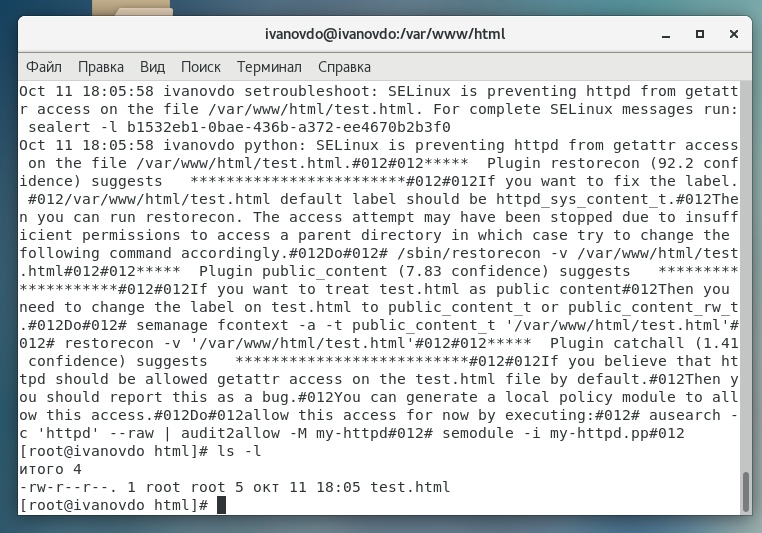 ivanovdo@ivanovdo:/var/www/html
Файл Правка Вид Поиск Терминал Справка
Oct 11 18:05:58 ivanovdo setroubleshoot: SELinux is preventing httpd from getatt
r access on the file /var/www/html/test.html. For complete SELinux messages run:
 sealert -l b1532eb1-0bae-436b-a372-ee4670b2b3f0
Oct 11 18:05:58 ivanovdo python: SELinux is preventing httpd from getattr access
 on the file /var/www/html/test.html.#012#012*****  Plugin restorecon (92.2 conf
idence) suggests   ************************#012#012If you want to fix the label.
 #012/var/www/html/test.html default label should be httpd_sys_content_t.#012The
n you can run restorecon. The access attempt may have been stopped due to insuff
icient permissions to access a parent directory in which case try to change the
following command accordingly.#012Do#012# /sbin/restorecon -v /var/www/html/test
.html#012#012*****  Plugin public_content (7.83 confidence) suggests   *********
*******************#012#012If you want to treat test.html as public content#012Then you
need to change the label on test.html to public_content_t or public_content_rw_t
.#012Do#012# semanage fcontext -a -t public_content_t '/var/www/html/test.html'#
012# restorecon -v '/var/www/html/test.html'#012#012*****  Plugin catchall (1.41
 confidence) suggests   **************************#012#012If you believe that ht
tpd should be allowed getattr access on the test.html file by default.#012Then y
ou should report this as a bug.#012You can generate a local policy module to all
ow this access.#012Do#012allow this access for now by executing:#012# ausearch -
c 'httpd' --raw | audit2allow -M my-httpd#012# semodule -i my-httpd.pp#012
[root@ivanovdo html]# ls -l
итого 4
-rw-r--r--. 1 root root 5 окт 11 18:05 test.html
[root@ivanovdo html]#